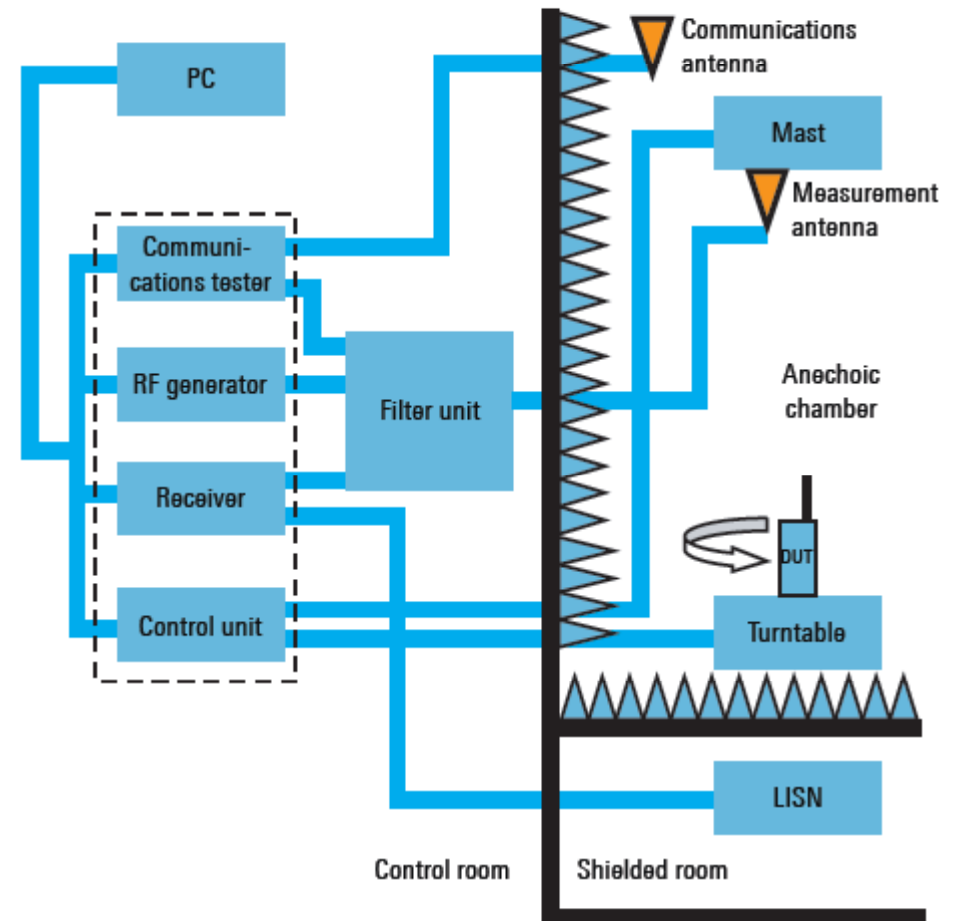 PC
Communications
antenna
Mast
Measurement
antenna
Communi-
cations tester
RF generator
Filter unit
Anechoic
chamber
Receiver
DUT
Control unit
Turntable
LISN
Control room
Shielded room